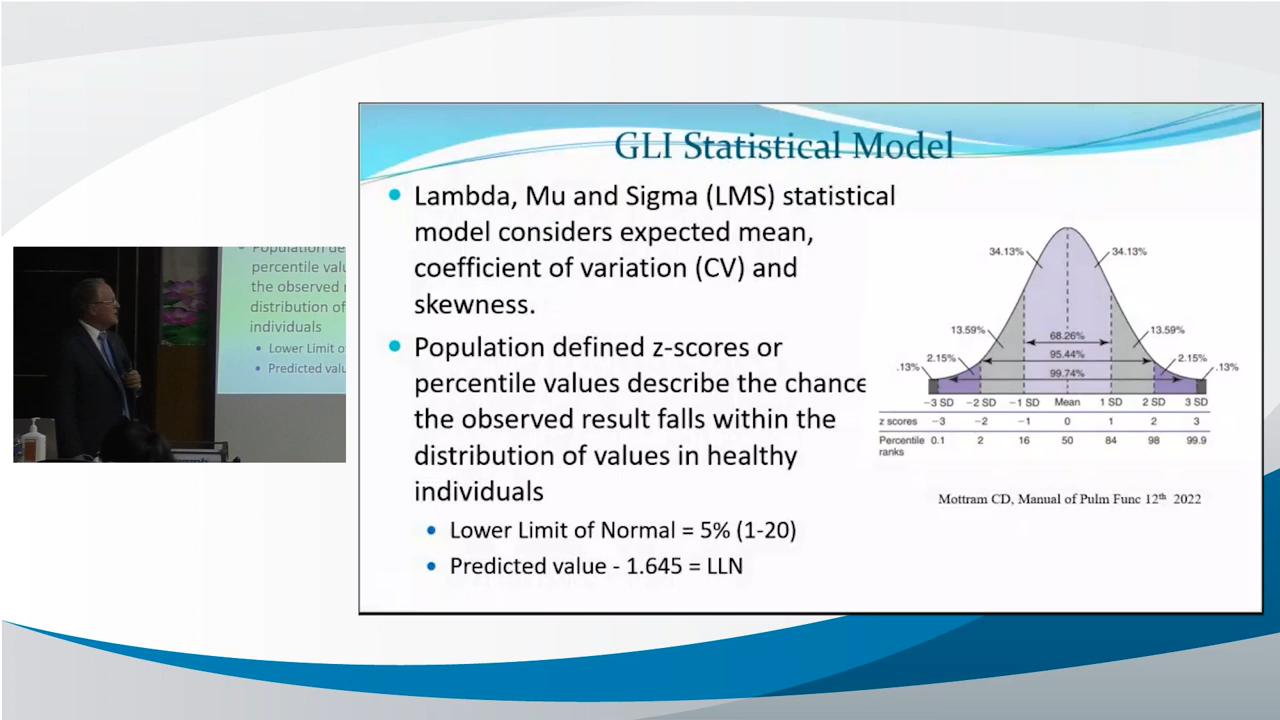 GLI Statistical Model
Lambda, Mu and Sigma (LMS) statistical
model considers expected mean,
coefficient of variation (CV) and
skewness.
Population defined z-scores or
percentile values describe the chance
the observed result falls within the
distribution of values in healthy
individuals
Lower Limit of Normal = 5% (1-20)
Predicted value - 1.645 = LLN
34.13% 34.13%
13.59% 68.26% 13.59%
2.15% 95.44% 2.15%
.13% 99.74% .13%
−3 SD −2 SD −1 SD Mean 1 SD 2 SD 3 SD
z scores −3 −2 −1 0 1 2 3
Percentile 0.1 2 16 50 84 98 99.9
ranks
Mottram CD, Manual of Pulm Func 12th 2022
percentile valu
the observed
distribution of
individuals
Lower Limit o
Predicted valu